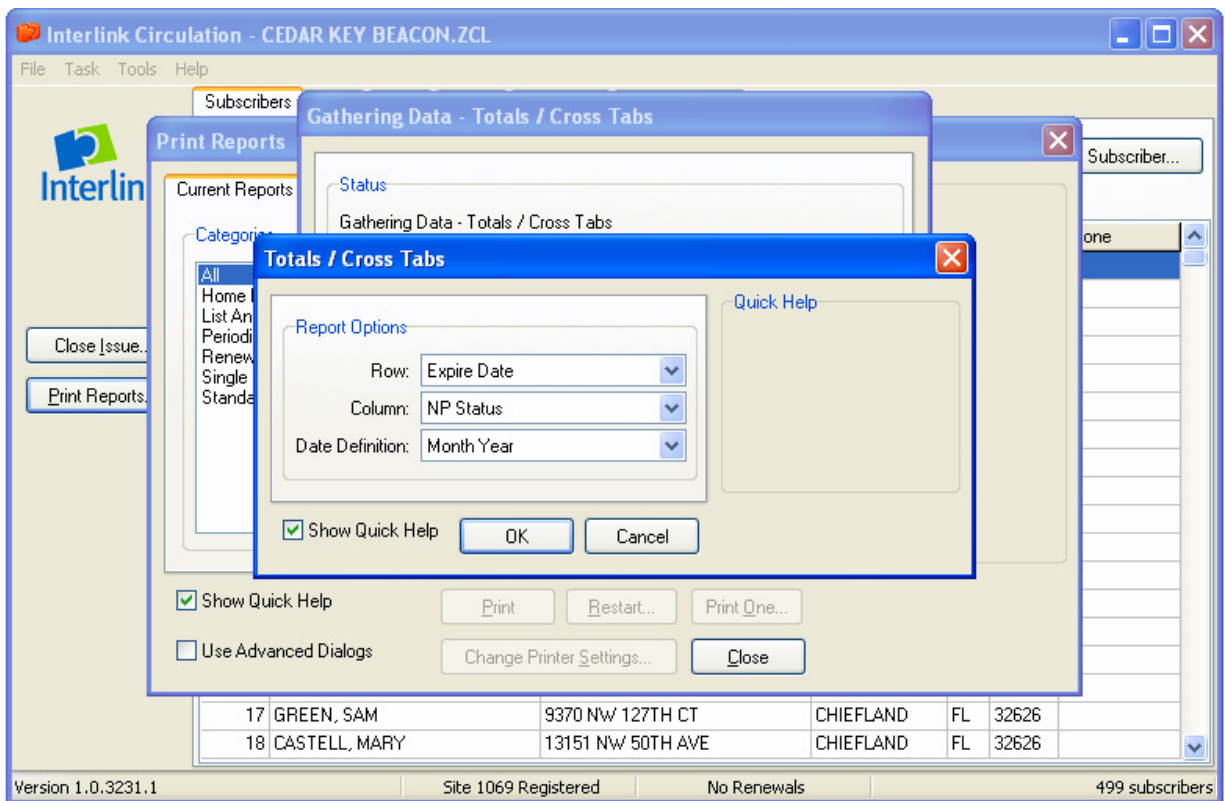 Interlink Circulation - CEDAR KEY BEACON.ZCL
File Task Tools Help
Subscribers
Gathering Data - Totals / Cross Tabs
Print Reports
Subscriber...
Interlin
Current Reports
Status
Gathering Data - Totals / Cross Tabs
Categorie
one
Totals / Cross Tabs
All
Home
List An
Periodi
Renew
Single
Standa
Quick Help
Report Options
Row: Expire Date
Column: NP Status
Date Definition: Month Year
Close Issue..
Print Reports.
Show Quick Help OK Cancel
Show Quick Help Print Restart... Print One...
Use Advanced Dialogs Change Printer Settings... Close
17 GREEN, SAM 9370 NW 127TH CT CHIEFLAND FL 32626
18 CASTELL, MARY 13151 NW 50TH AVE CHIEFLAND FL 32626
Version 1.0.3231.1 Site 1069 Registered No Renewals 499 subscribers